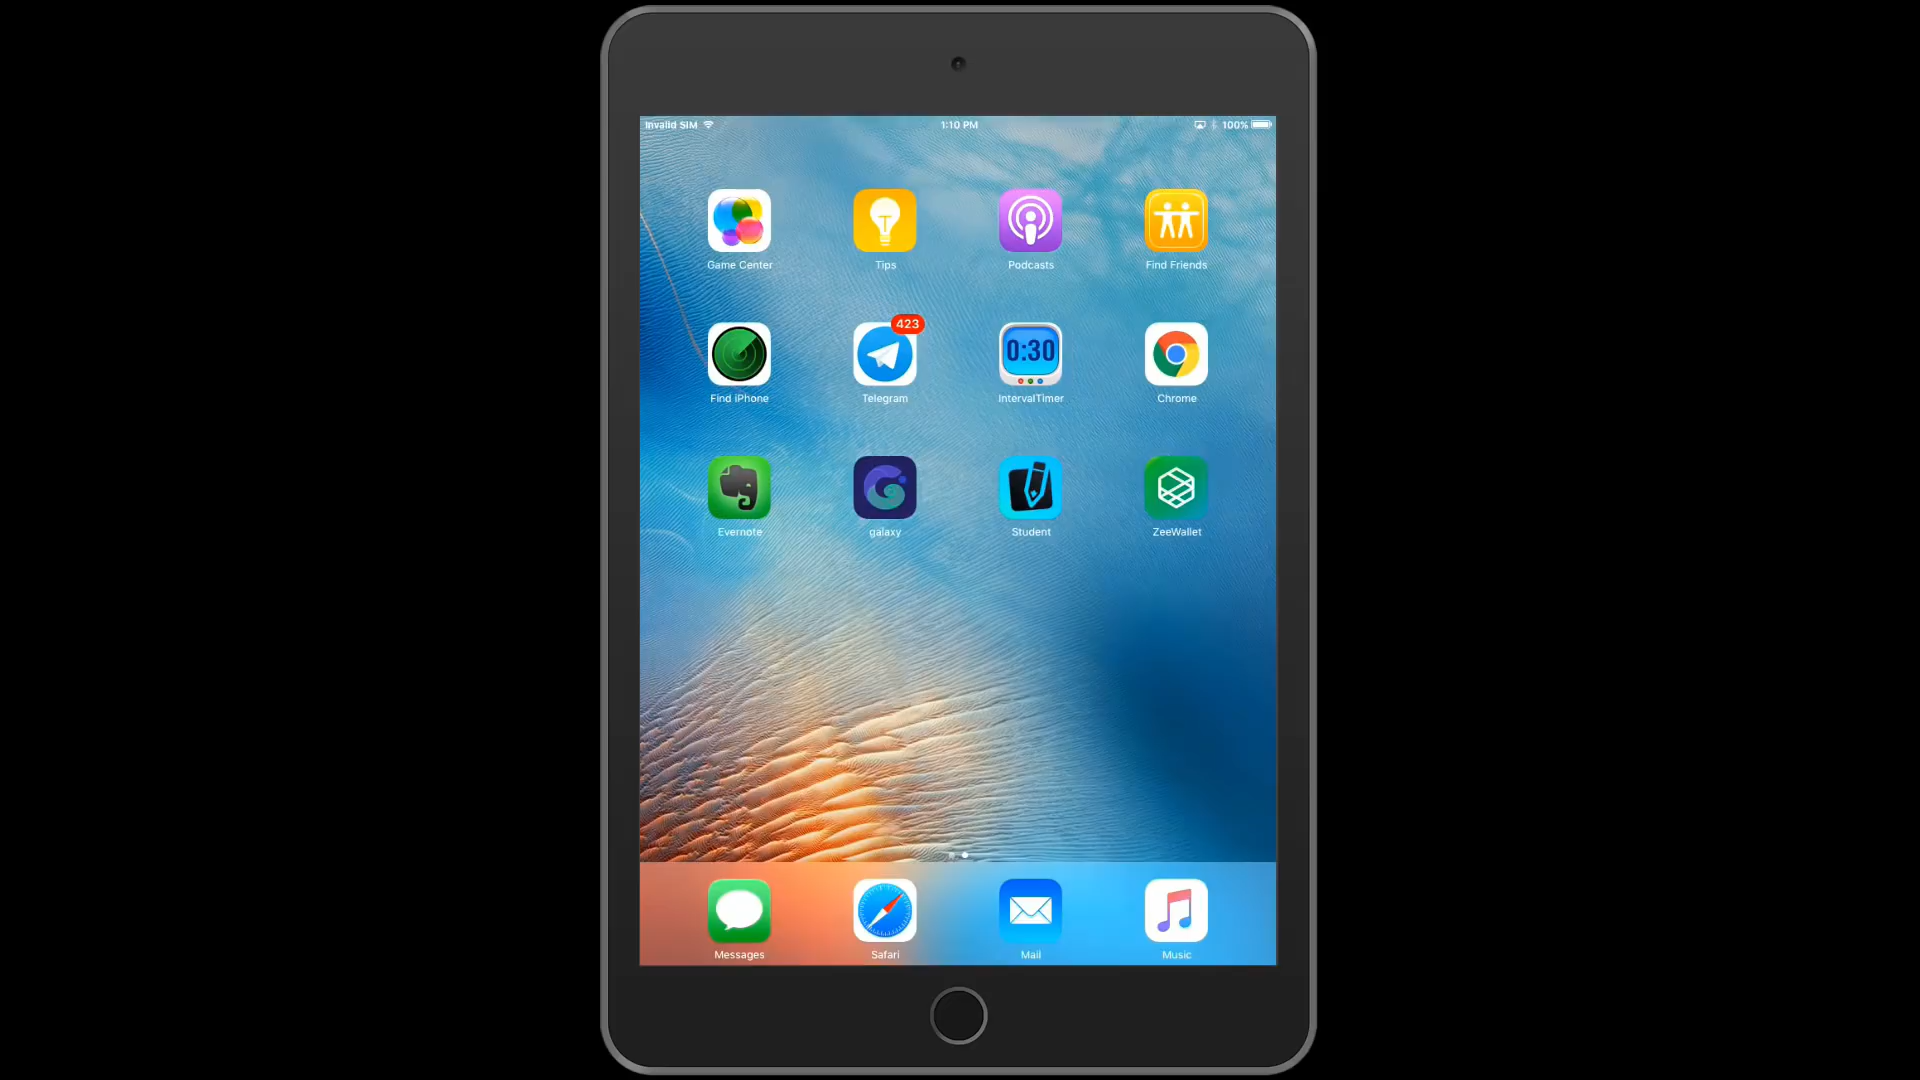 Invalid SIM 1:10 PM 100%
Game Center Tips Podcasts Find Friends
423
0:30
Find iPhone Telegram IntervalTimer Chrome
Evernote galaxy Student ZeeWallet
Messages Safari Mail Music